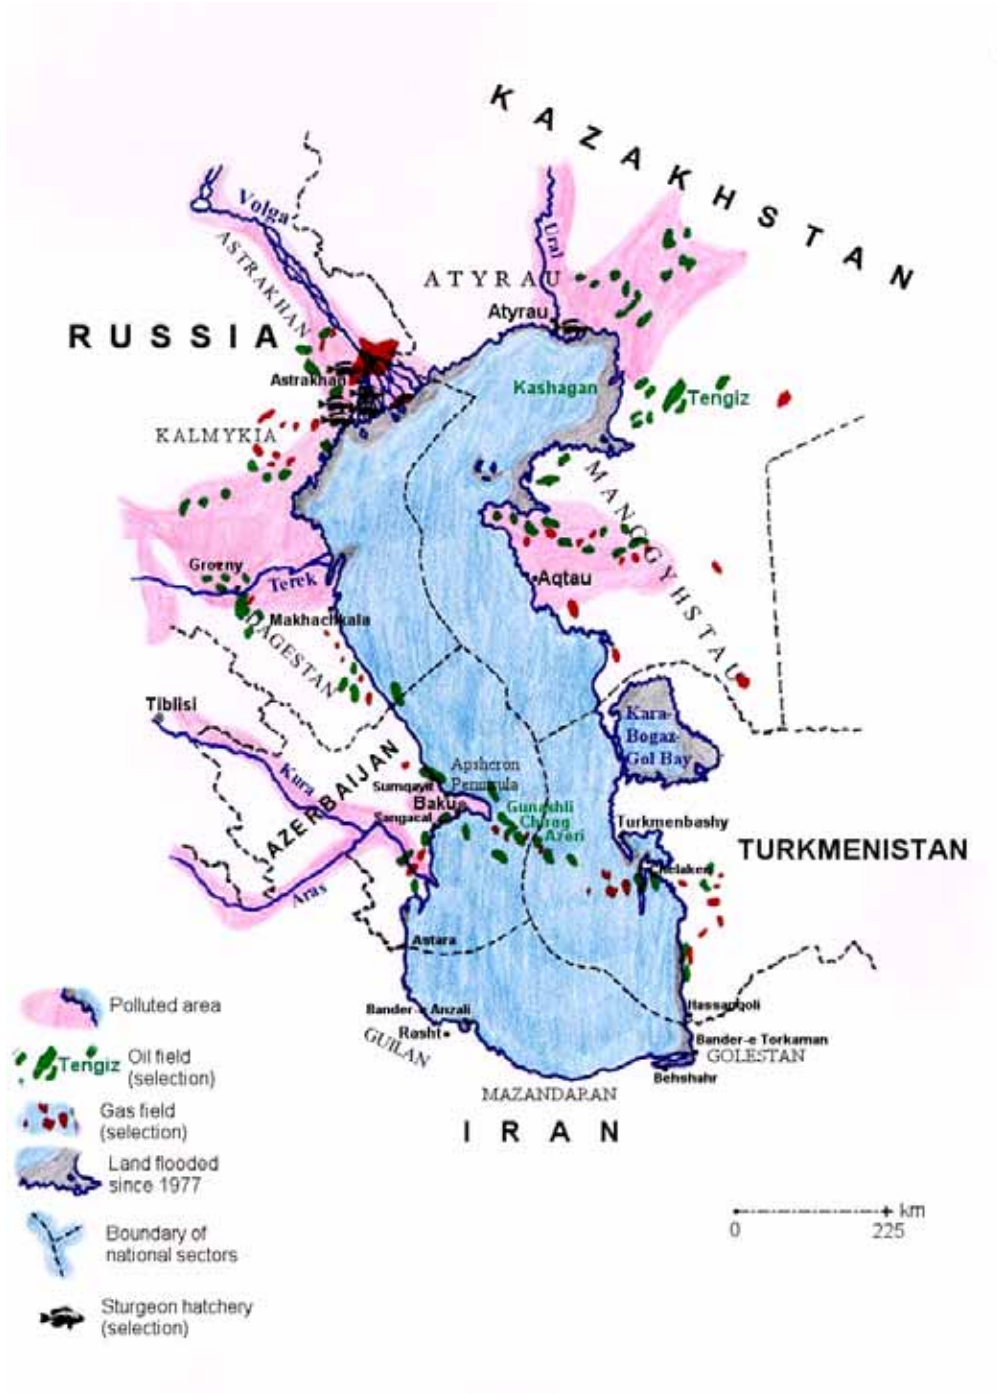 KAZAKHSTAN
Volga
ASTRAKHAN
Ural
ATYRAU
Atyrau
RUSSIA
Astrakhan
Kashagan
Tengiz
KALMYKIA
MANGGYHSTAU
Grozny
Terek
Aqtau
Makhachkala
DAGESTAN
Tiblisi
Kara-
Bogaz-
Gol Bay
Kura
AZERBAIJAN
Apsheron
Peninsula
Sumqayit
Baku
Sangacal
Gunashli
Chirag
Azeri
Turkmenbashy
TURKMENISTAN
Chelaken
Aras
Astara
Bander-e Anzali
Rasht
GUILAN
Hassanqoli
Bander-e Torkaman
GOLESTAN
Behshahr
MAZANDARAN
IRAN
Polluted area
Tengiz
Oil field
(selection)
Gas field
(selection)
Land flooded
since 1977
Boundary of
national sectors
Sturgeon hatchery
(selection)
km
0 225